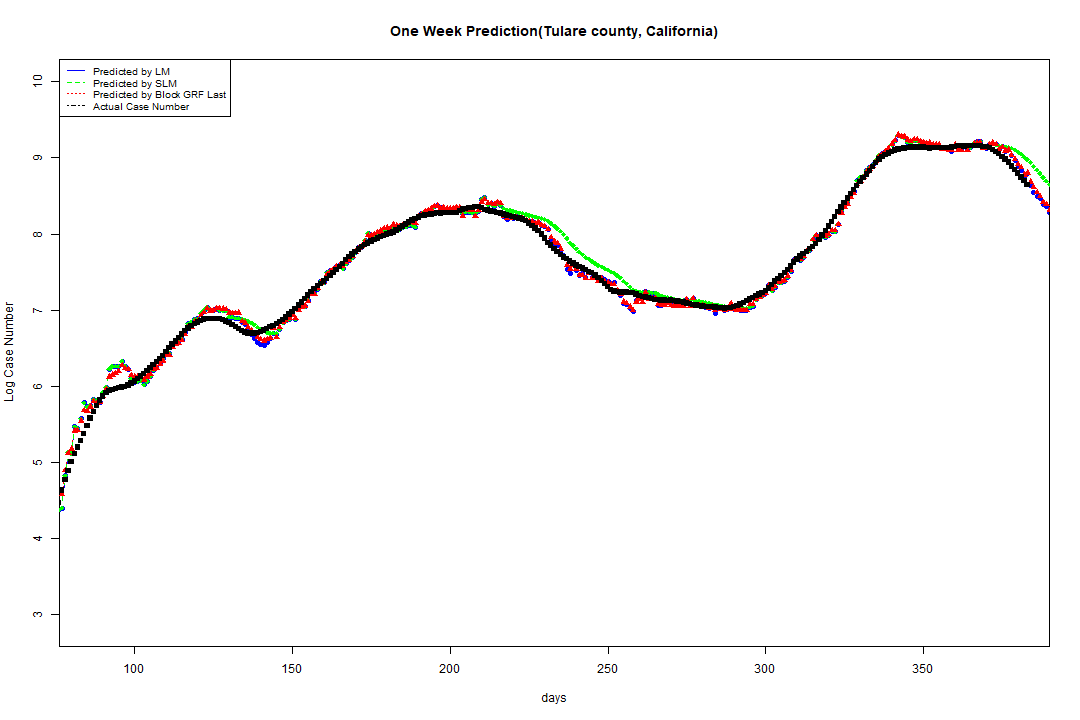 One Week Prediction(Tulare county, California)
Predicted by LM
Predicted by SLM
Predicted by Block GRF Last
Actual Case Number
Log Case Number
10
9
8
7
6
5
4
3
100 150 200 250 300 350
days